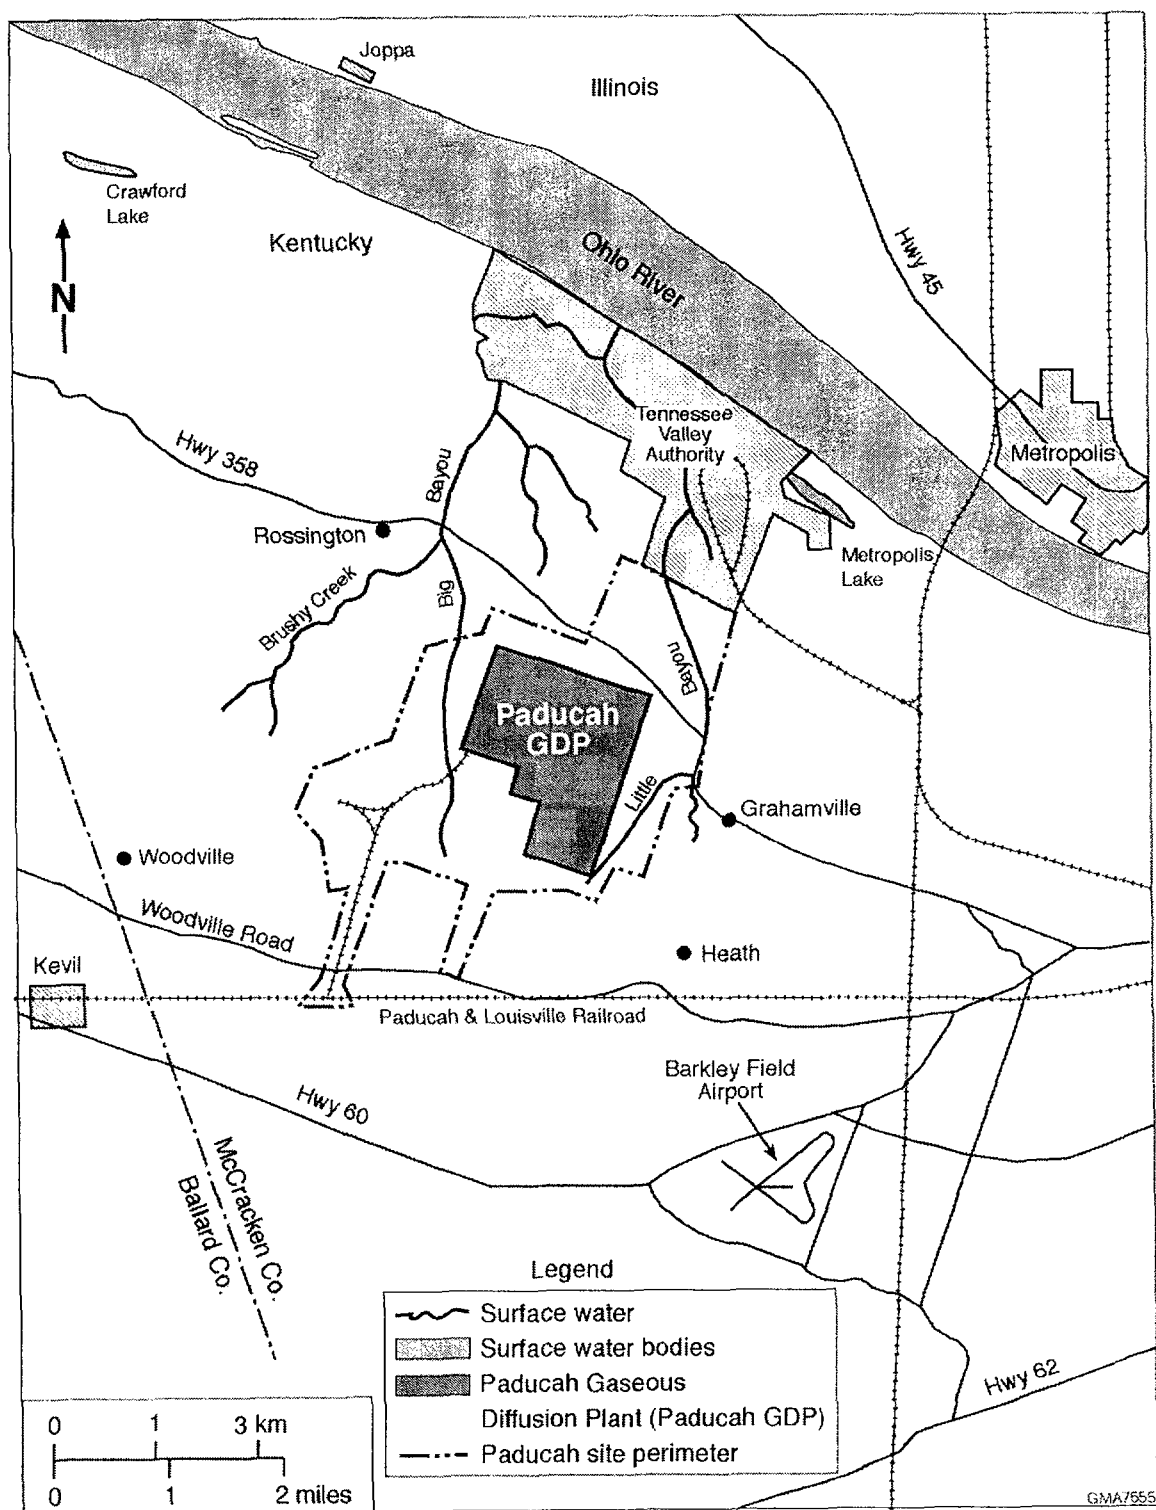 Joppa
Illinois
Crawford
Lake
Kentucky
Ohio River
Hwy 45
N
Tennessee
Valley
Authority
Metropolis
Hwy 358
Bayou
Rossington
Metropolis
Lake
Big
Brushy Creek
Bayou
Paducah
GDP
Little
Grahamville
Woodville
Woodville Road
Heath
Kevil
Paducah & Louisville Railroad
Barkley Field
Airport
Hwy 60
McCracken Co.
Ballard Co.
Legend
Surface water
Surface water bodies
Paducah Gaseous
Diffusion Plant (Paducah GDP)
Paducah site perimeter
Hwy 62
0 1 3 km
0 1 2 miles
GMA7555